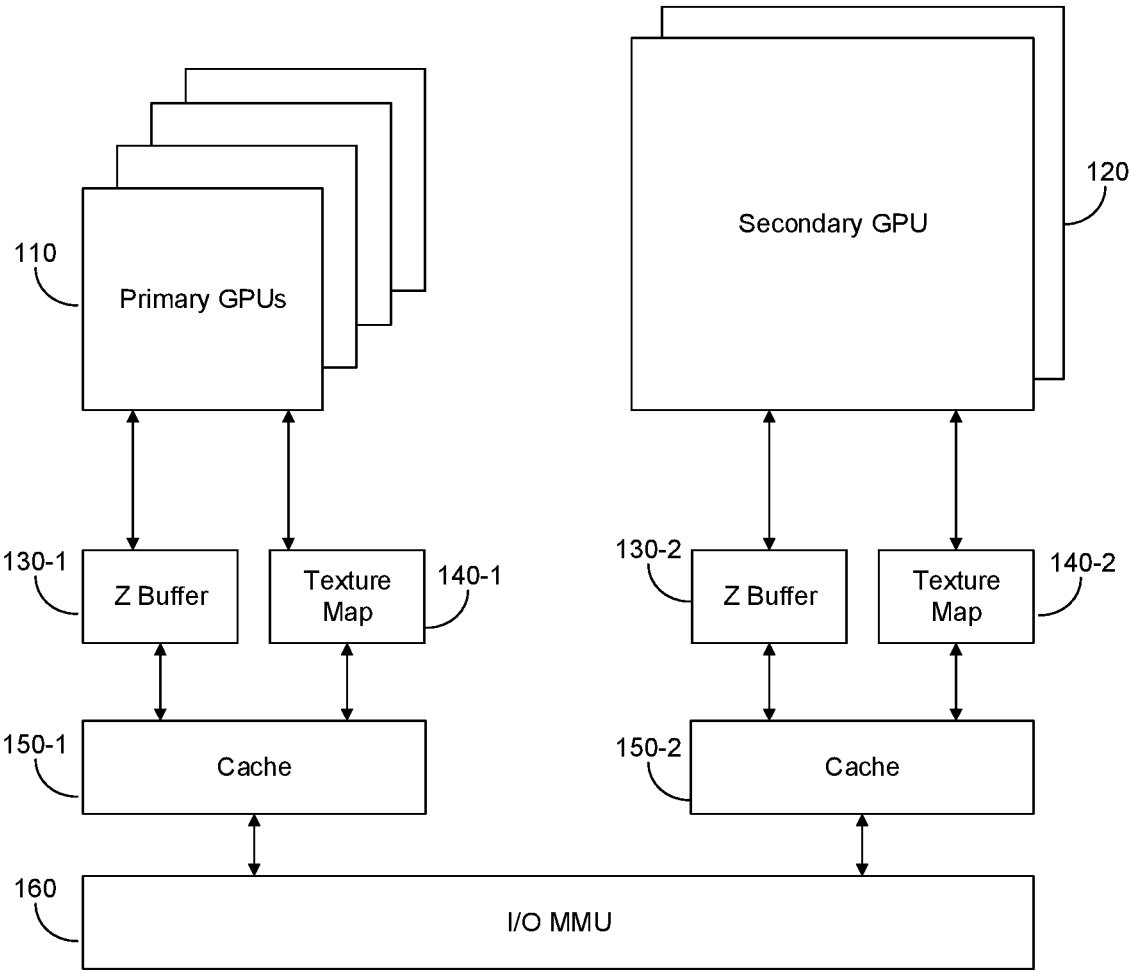 120
Secondary GPU
110
Primary GPUs
130-1
Z Buffer
Texture
Map
140-1
130-2
Z Buffer
Texture
Map
140-2
150-1
Cache
150-2
Cache
160
I/O MMU